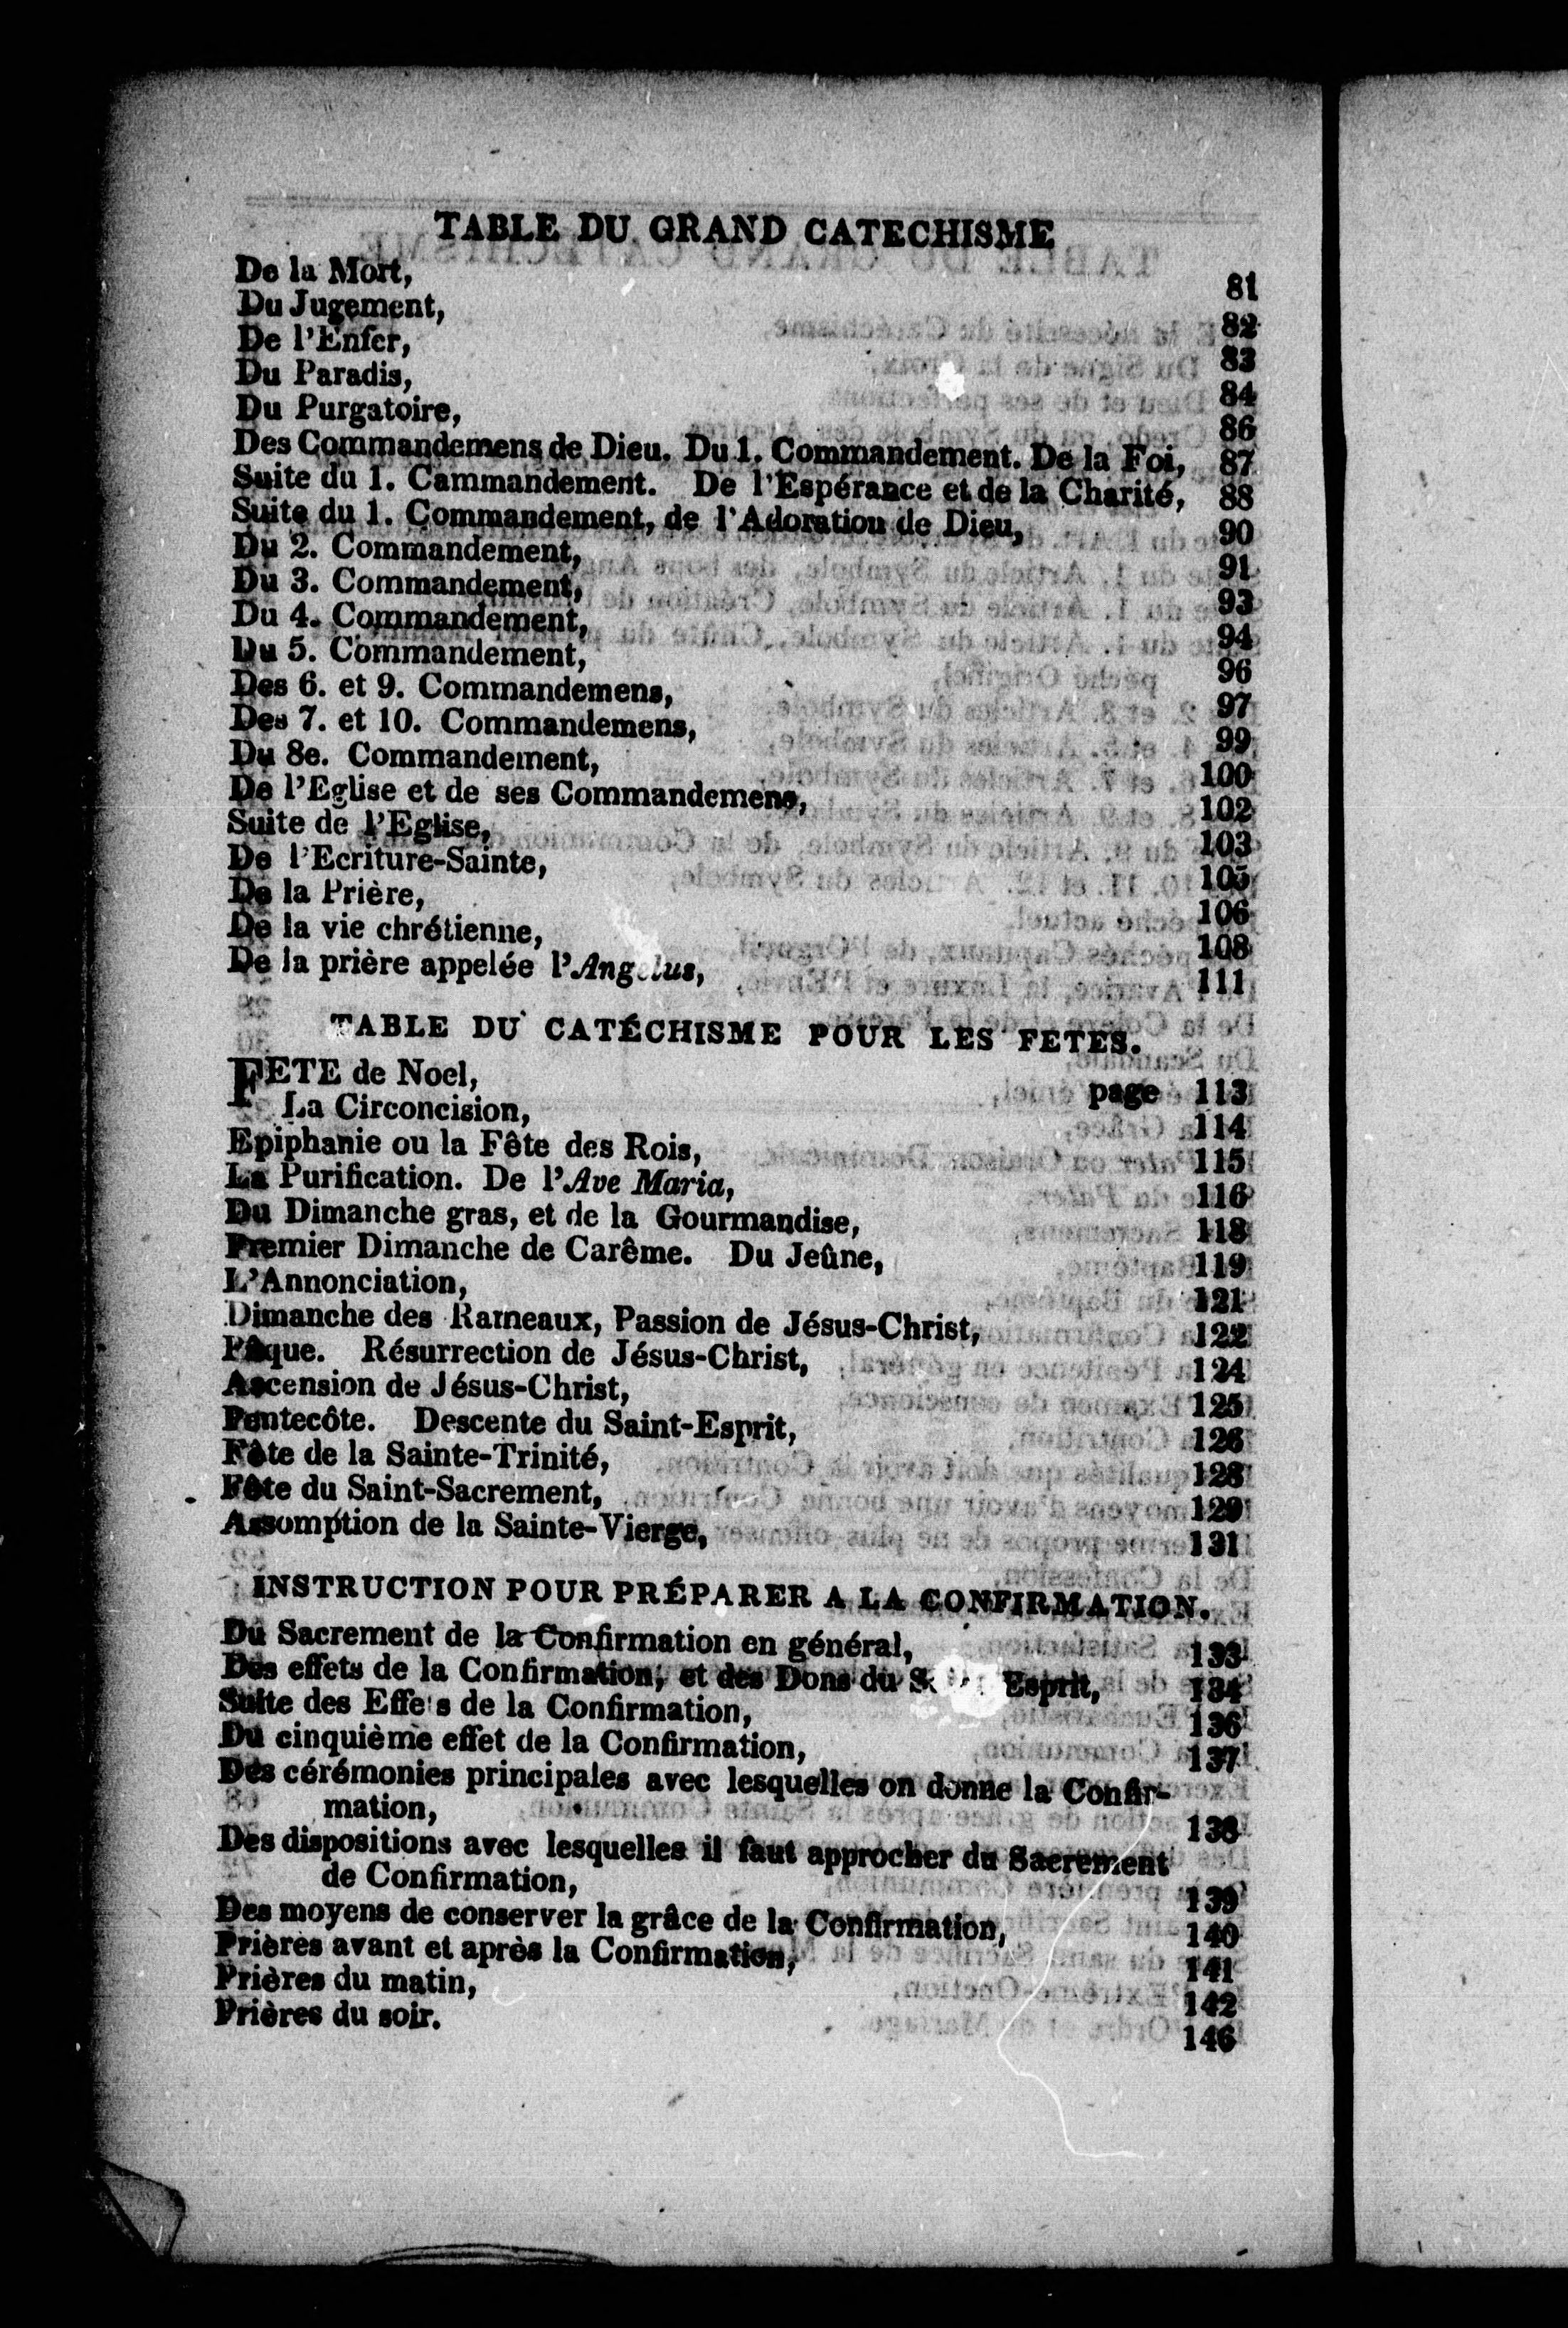 TABLE DU GRAND CATECHISME
De la Mort, 81
Du Jugement, 82
De l'Enfer, 83
Du Paradis, 84
Du Purgatoire, 86
Des Commandemens de Dieu. Du 1. Commandement. De la Foi, 87
Suite du 1. Cammandement. De l'Espérance et de la Charité, 88
Suite du 1. Commandement, de l'Adoration de Dieu, 90
Du 2. Commandement, 91
Du 3. Commandement, 93
Du 4. Commandement, 94
Du 5. Commandement, 96
Des 6. et 9. Commandemens, 97
Des 7. et 10. Commandemens, 99
Du 8e. Commandement, 100
De l'Eglise et de ses Commandemens, 102
Suite de l'Eglise, 103
De l'Ecriture-Sainte, 105
De la Prière, 106
De la vie chrétienne, 108
De la prière appelée l'Angelus, 111
TABLE DU CATÉCHISME POUR LES FETES.
FETE de Noel, page 113
La Circoncision, 114
Epiphanie ou la Fête des Rois, 115
La Purification. De l'Ave Maria, 116
Du Dimanche gras, et de la Gourmandise, 118
Premier Dimanche de Carême. Du Jeûne, 119
L'Annonciation, 121
Dimanche des Rameaux, Passion de Jésus-Christ, 122
Pâque. Résurrection de Jésus-Christ, 124
Ascension de Jésus-Christ, 125
Pentecôte. Descente du Saint-Esprit, 126
Fête de la Sainte-Trinité, 128
Fête du Saint-Sacrement, 129
Assomption de la Sainte-Vierge, 131
INSTRUCTION POUR PRÉPARER A LA CONFIRMATION.
Du Sacrement de la Confirmation en général, 133
Des effets de la Confirmation, et des Dons du Esprit, 134
Suite des Effets de la Confirmation, 136
Du cinquième effet de la Confirmation, 137
Des cérémonies principales avec lesquelles on donne la Confir-
mation, 138
Des dispositions avec lesquelles il faut approcher du Sacrement
de Confirmation, 139
Des moyens de conserver la grâce de la Confirmation, 140
Prières avant et après la Confirmation, 141
Prières du matin, 142
Prières du soir. 146